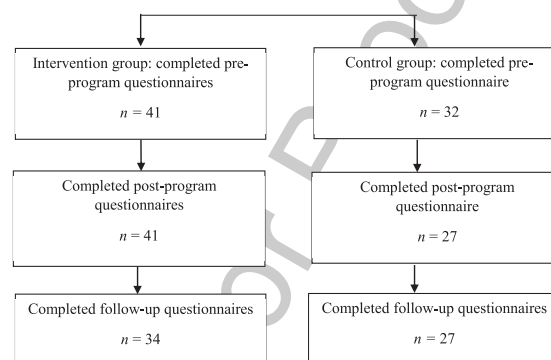 Intervention group: completed pre-
program questionnaires
n = 41
Control group: completed pre-
program questionnaire
n = 32
Completed post-program
questionnaires
n = 41
Completed post-program
questionnaire
n = 27
Completed follow-up questionnaires
n = 34
Completed follow-up questionnaires
n = 27